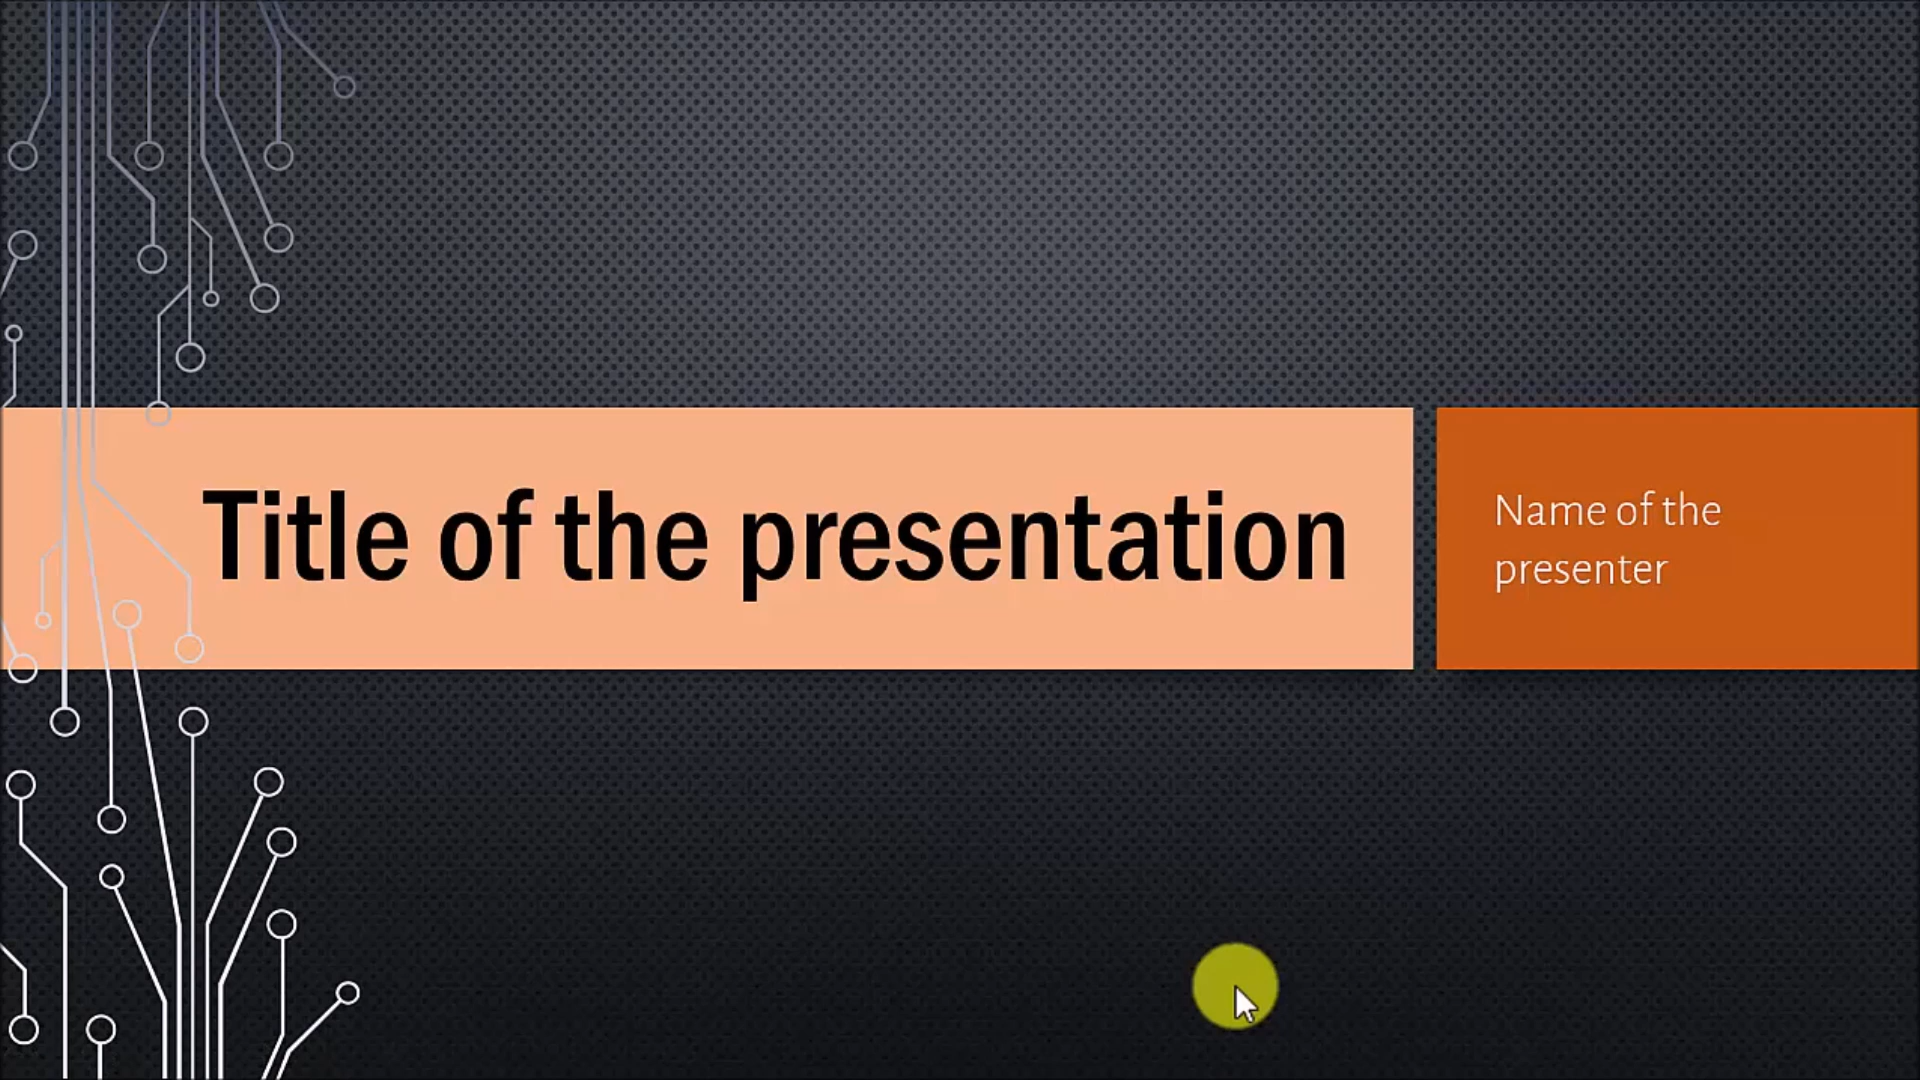 Title of the presentation
Name of the
presenter